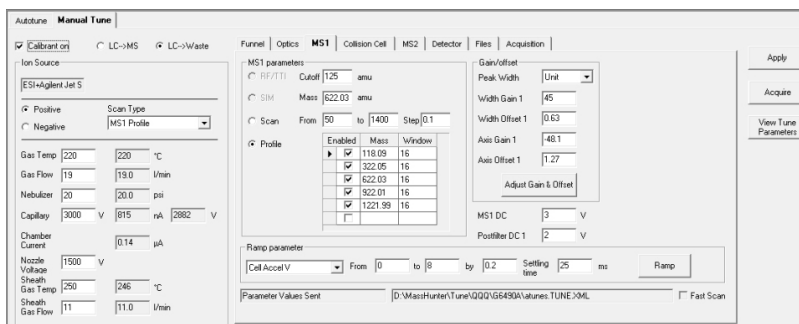 Autotune Manual Tune
Calibrant on LC->MS LC->Waste
Ion Source
ESI+Agilent Jet S
Positive
Negative
Scan Type
MS1 Profile
Gas Temp 220 220 °C
Gas Flow 19 19.0 l/min
Nebulizer 20 20.0 psi
Capillary 3000 V 815 nA 2882 V
Chamber
Current 0.14 µA
Nozzle
Voltage 1500 V
Sheath
Gas Temp 250 246 °C
Sheath
Gas Flow 11 11.0 l/min
Funnel Optics MS1 Collision Cell MS2 Detector Files Acquisition
MS1 parameters
RF/TTI Cutoff 125 amu
SIM Mass 622.03 amu
Scan From 50 to 1400 Step 0.1
Profile
Enabled Mass Window
118.09 16
322.05 16
622.03 16
922.01 16
1221.99 16
Gain/offset
Peak Width Unit
Width Gain 1 45
Width Offset 1 0.63
Axis Gain 1 -48.1
Axis Offset 1 1.27
Adjust Gain & Offset
MS1 DC 3 V
Postfilter DC 1 2 V
Ramp parameter
Cell Accel V From 0 to 8 by 0.2 Settling
time 25 ms Ramp
Parameter Values Sent D:\MassHunter\Tune\QQQ\G6490A\atunes.TUNE.XML Fast Scan
Apply
Acquire
View Tune
Parameters